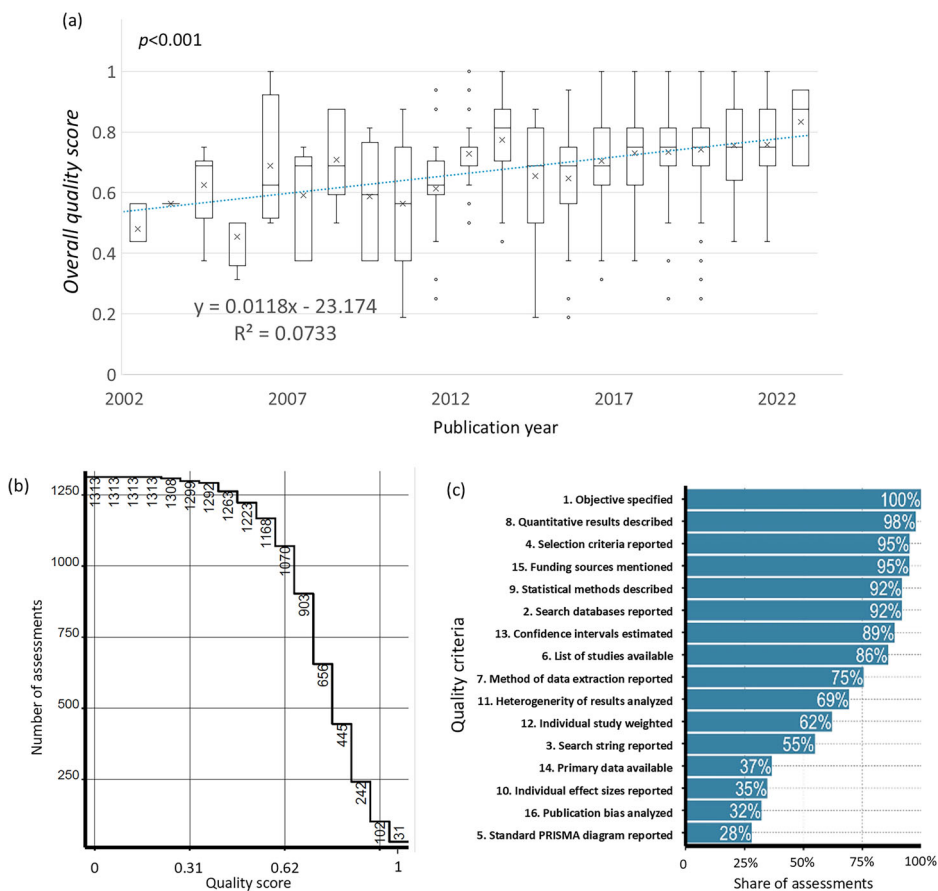 (a)
p<0.001
Overall quality score
1
0.8
0.6
0.4
0.2
0
y = 0.0118x - 23.174
R² = 0.0733
2002 2007 2012 2017 2022
Publication year
(b)
Number of assessments
1250
1000
750
500
250
1313 1313 1313 1313 1308 1299 1292 1263 1223 1168 1070 903 656 445 242 102 31
0 0.31 0.62 1
Quality score
(c)
Quality criteria
1. Objective specified 100%
8. Quantitative results described 98%
4. Selection criteria reported 95%
15. Funding sources mentioned 95%
9. Statistical methods described 92%
2. Search databases reported 92%
13. Confidence intervals estimated 89%
6. List of studies available 86%
7. Method of data extraction reported 75%
11. Heterogenerity of results analyzed 69%
12. Individual study weighted 62%
3. Search string reported 55%
14. Primary data available 37%
10. Individual effect sizes reported 35%
16. Publication bias analyzed 32%
5. Standard PRISMA diagram reported 28%
0 25% 50% 75% 100%
Share of assessments